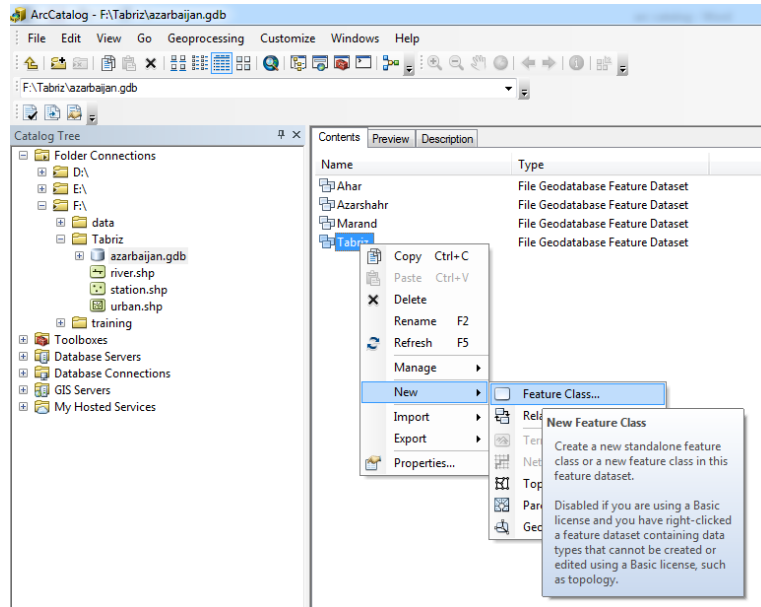 ArcCatalog - F:\Tabriz\azarbaijan.gdb
File Edit View Go Geoprocessing Customize Windows Help
F:\Tabriz\azarbaijan.gdb
Catalog Tree
Folder Connections
D:\
E:\
F:\
data
Tabriz
azarbaijan.gdb
river.shp
station.shp
urban.shp
training
Toolboxes
Database Servers
Database Connections
GIS Servers
My Hosted Services
Contents Preview Description
Name Type
Ahar File Geodatabase Feature Dataset
Azarshahr File Geodatabase Feature Dataset
Marand File Geodatabase Feature Dataset
Tabriz File Geodatabase Feature Dataset
Copy Ctrl+C
Paste Ctrl+V
Delete
Rename F2
Refresh F5
Manage
New
Import
Export
Properties...
Feature Class...
Rela
Ter
Net
Top
Par
Geo
New Feature Class
Create a new standalone feature
class or a new feature class in this
feature dataset.
Disabled if you are using a Basic
license and you have right-clicked
a feature dataset containing data
types that cannot be created or
edited using a Basic license, such
as topology.